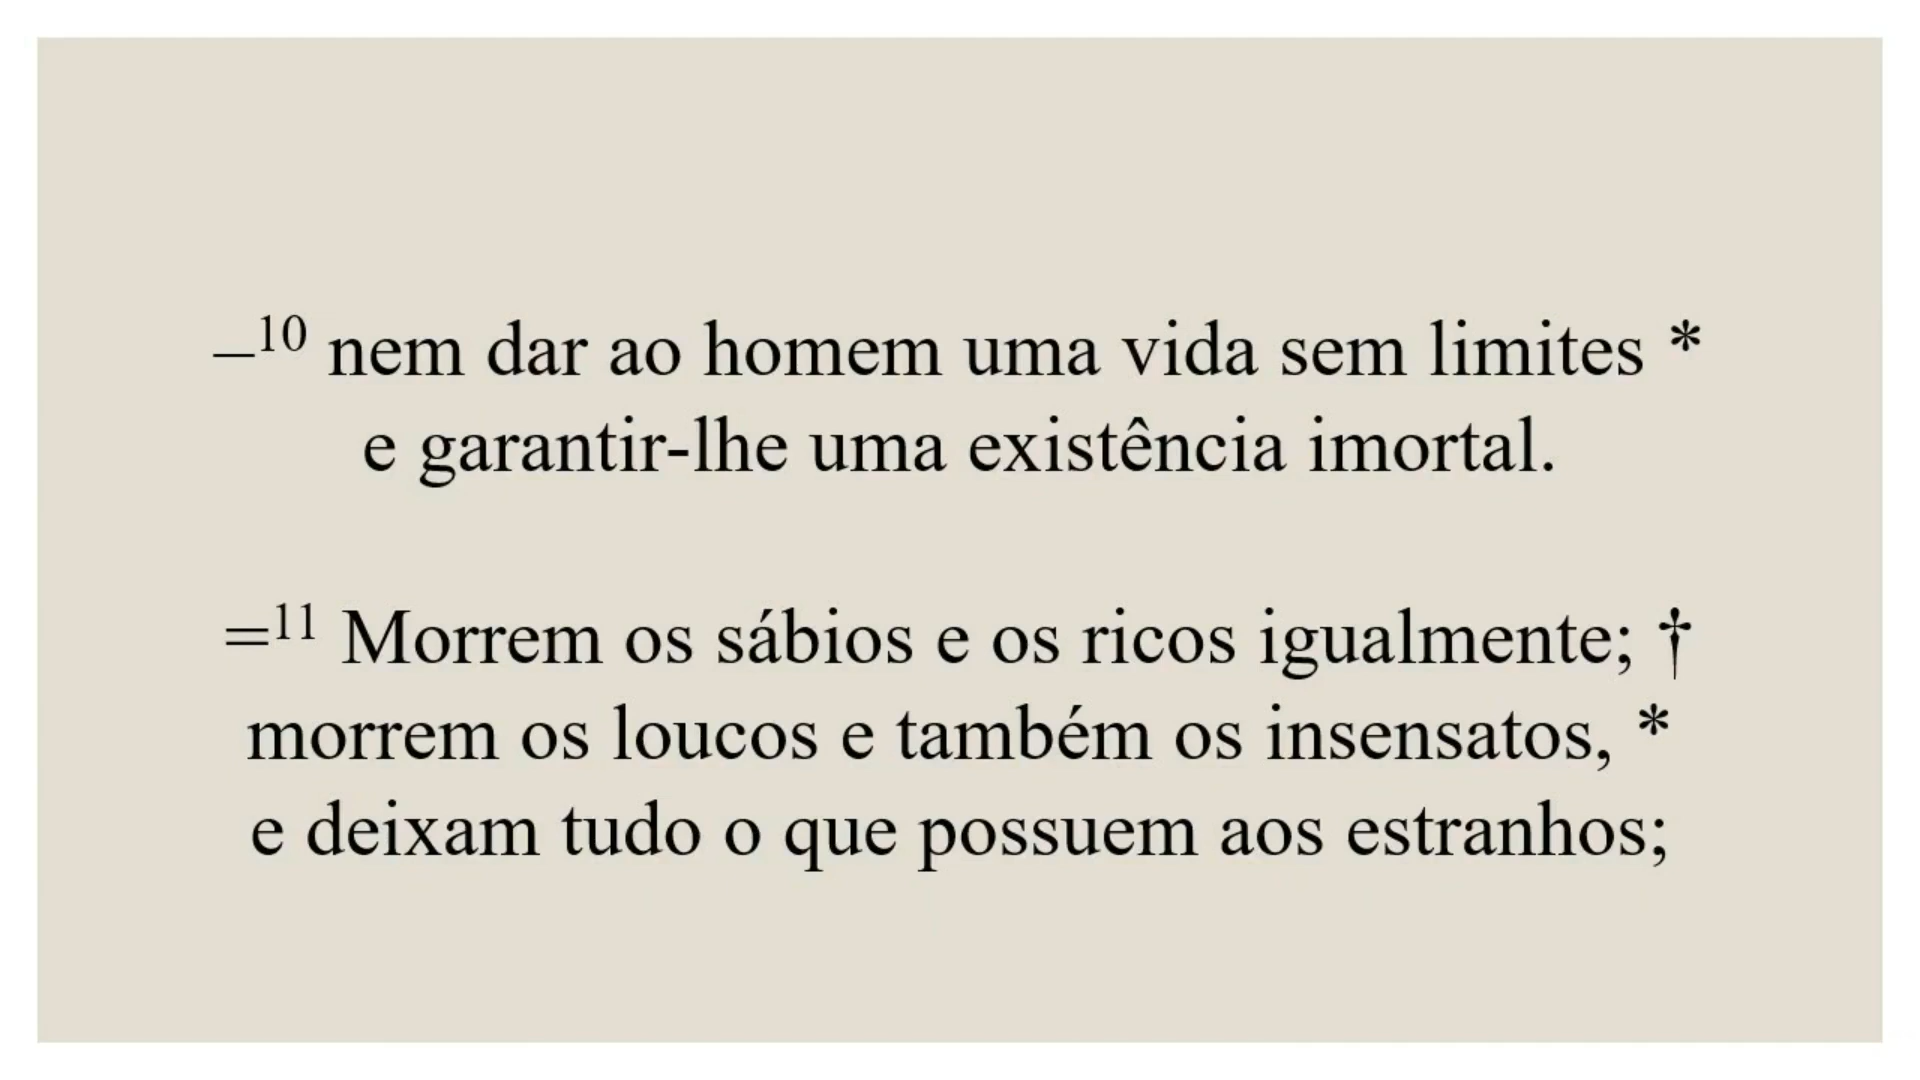 –10 nem dar ao homem uma vida sem limites *
e garantir-lhe uma existência imortal.
=11 Morrem os sábios e os ricos igualmente; †
morrem os loucos e também os insensatos, *
e deixam tudo o que possuem aos estranhos;